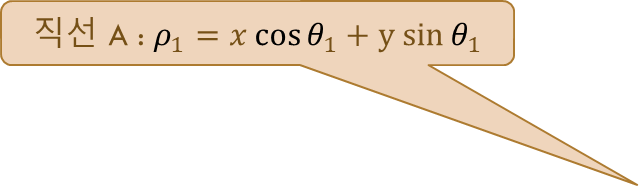 직선 A : ρ₁ = x cos θ₁ + y sin θ₁